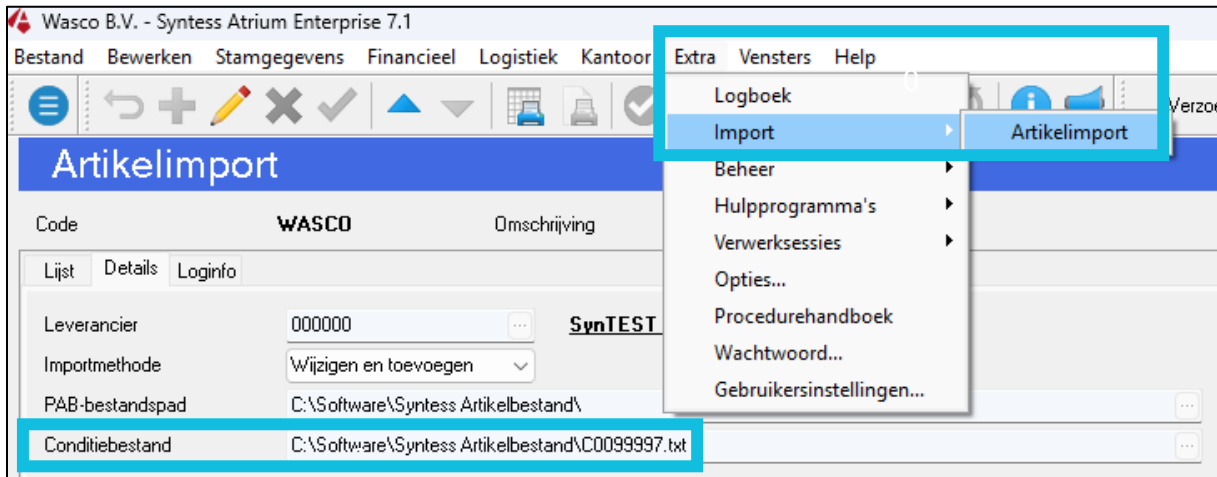 Wasco B.V. - Syntess Atrium Enterprise 7.1
Bestand Bewerken Stamgegevens Financieel Logistiek Kantoor Extra Vensters Help
Logboek
Import
Artikelimport
Beheer
Hulpprogramma's
Verwerksessies
Opties...
Procedurehandboek
Wachtwoord...
Gebruikersinstellingen...
Artikelimport
Code WASCO Omschrijving
Lijst Details Loginfo
Leverancier 000000 SynTEST
Importmethode Wijzigen en toevoegen
PAB-bestandspad C:\Software\Syntess Artikelbestand\
Conditiebestand C:\Software\Syntess Artikelbestand\C0099997.txt